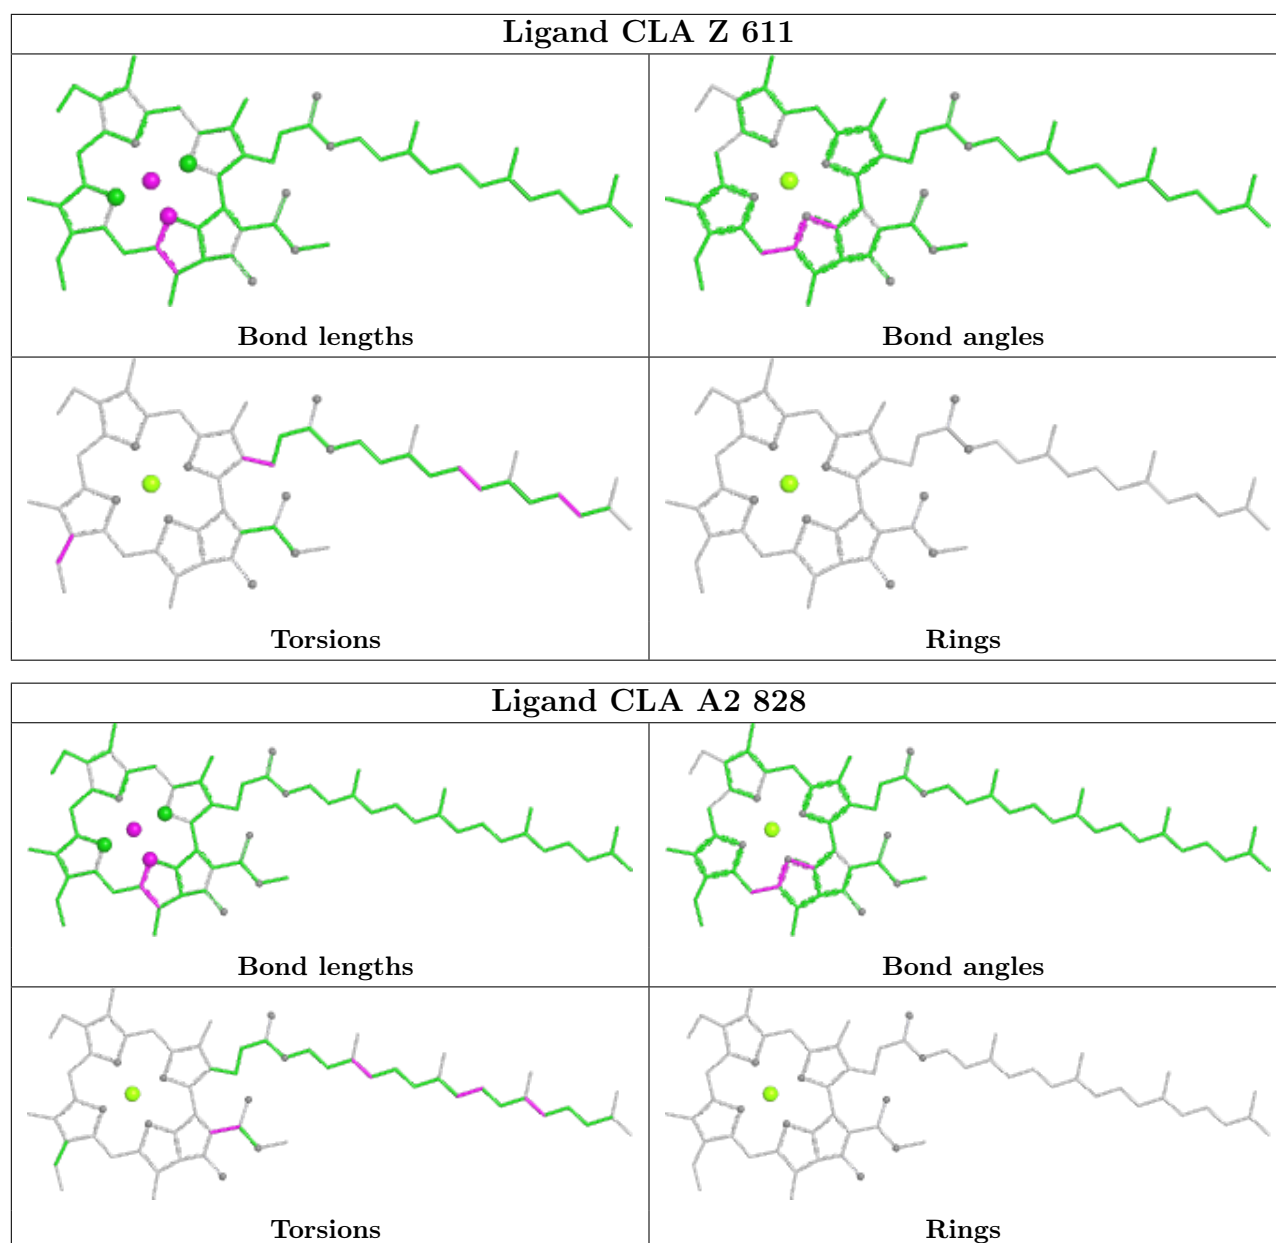 Ligand CLA Z 611
Bond lengths
Bond angles
Torsions
Rings
Ligand CLA A2 828
Bond lengths
Bond angles
Torsions
Rings